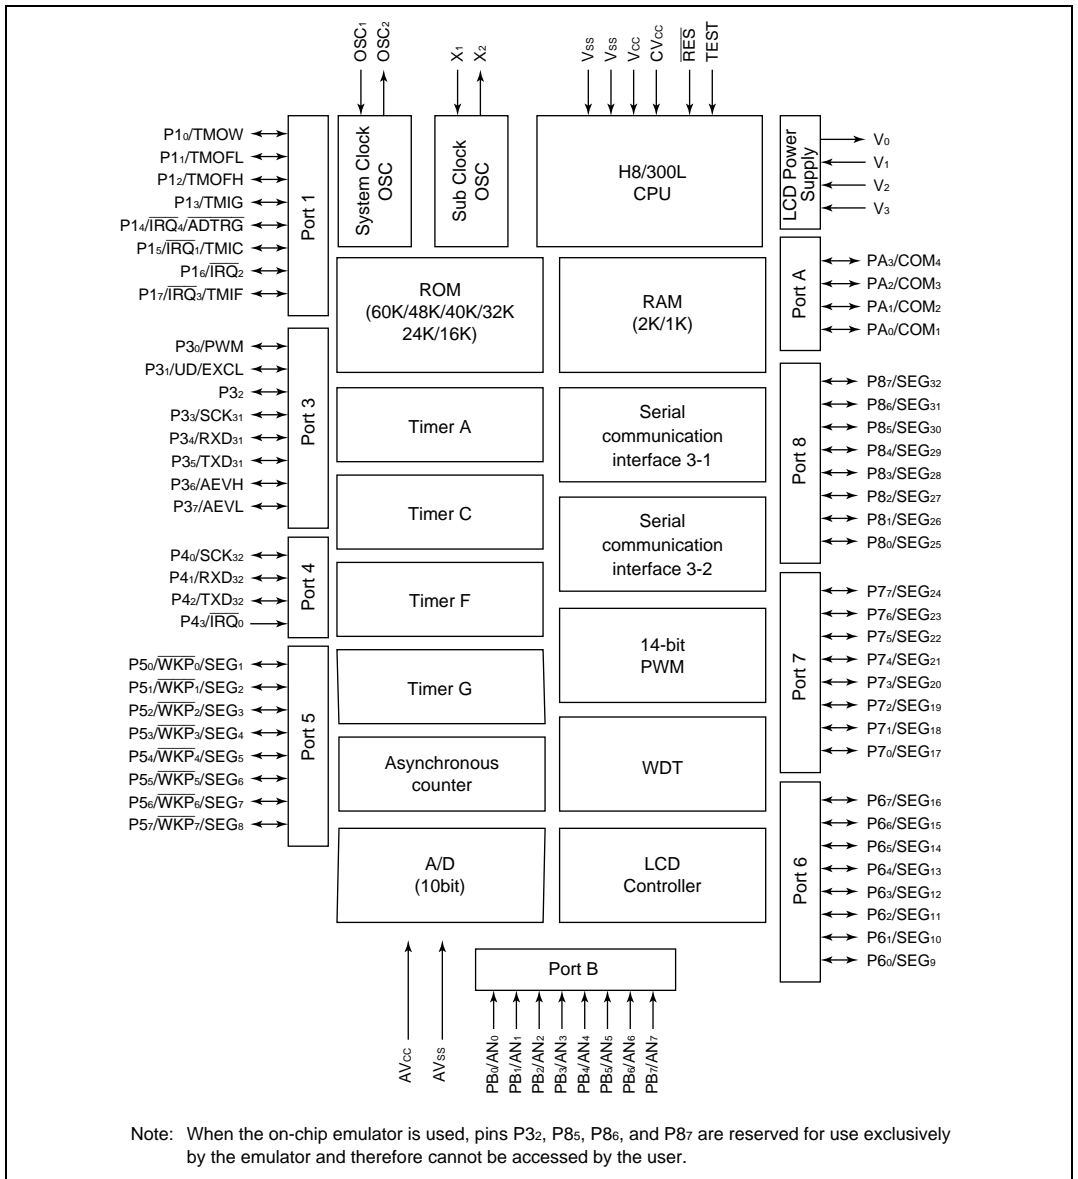 OSC1
OSC2
X1
X2
Vss
Vss
Vcc
CVcc
RES
TEST
P10/TMOW
P11/TMOFL
P12/TMOFH
P13/TMIG
P14/IRQ4/ADTRG
P15/IRQ1/TMIC
P16/IRQ2
P17/IRQ3/TMIF
Port 1
System Clock
OSC
Sub Clock
OSC
H8/300L
CPU
LCD Power
Supply
V0
V1
V2
V3
ROM
(60K/48K/40K/32K
24K/16K)
RAM
(2K/1K)
Port A
PA3/COM4
PA2/COM3
PA1/COM2
PA0/COM1
P30/PWM
P31/UD/EXCL
P32
P33/SCK31
P34/RXD31
P35/TXD31
P36/AEVH
P37/AEVL
Port 3
Timer A
Serial
communication
interface 3-1
Port 8
P87/SEG32
P86/SEG31
P85/SEG30
P84/SEG29
P83/SEG28
P82/SEG27
P81/SEG26
P80/SEG25
Timer C
Serial
communication
interface 3-2
P40/SCK32
P41/RXD32
P42/TXD32
P43/IRQ0
Port 4
Timer F
14-bit
PWM
Port 7
P77/SEG24
P76/SEG23
P75/SEG22
P74/SEG21
P73/SEG20
P72/SEG19
P71/SEG18
P70/SEG17
P50/WKP0/SEG1
P51/WKP1/SEG2
P52/WKP2/SEG3
P53/WKP3/SEG4
P54/WKP4/SEG5
P55/WKP5/SEG6
P56/WKP6/SEG7
P57/WKP7/SEG8
Port 5
Timer G
Asynchronous
counter
WDT
A/D
(10bit)
LCD
Controller
Port 6
P67/SEG16
P66/SEG15
P65/SEG14
P64/SEG13
P63/SEG12
P62/SEG11
P61/SEG10
P60/SEG9
Port B
AVcc
AVss
PB0/AN0
PB1/AN1
PB2/AN2
PB3/AN3
PB4/AN4
PB5/AN5
PB6/AN6
PB7/AN7
Note: When the on-chip emulator is used, pins P32, P85, P86, and P87 are reserved for use exclusively
by the emulator and therefore cannot be accessed by the user.